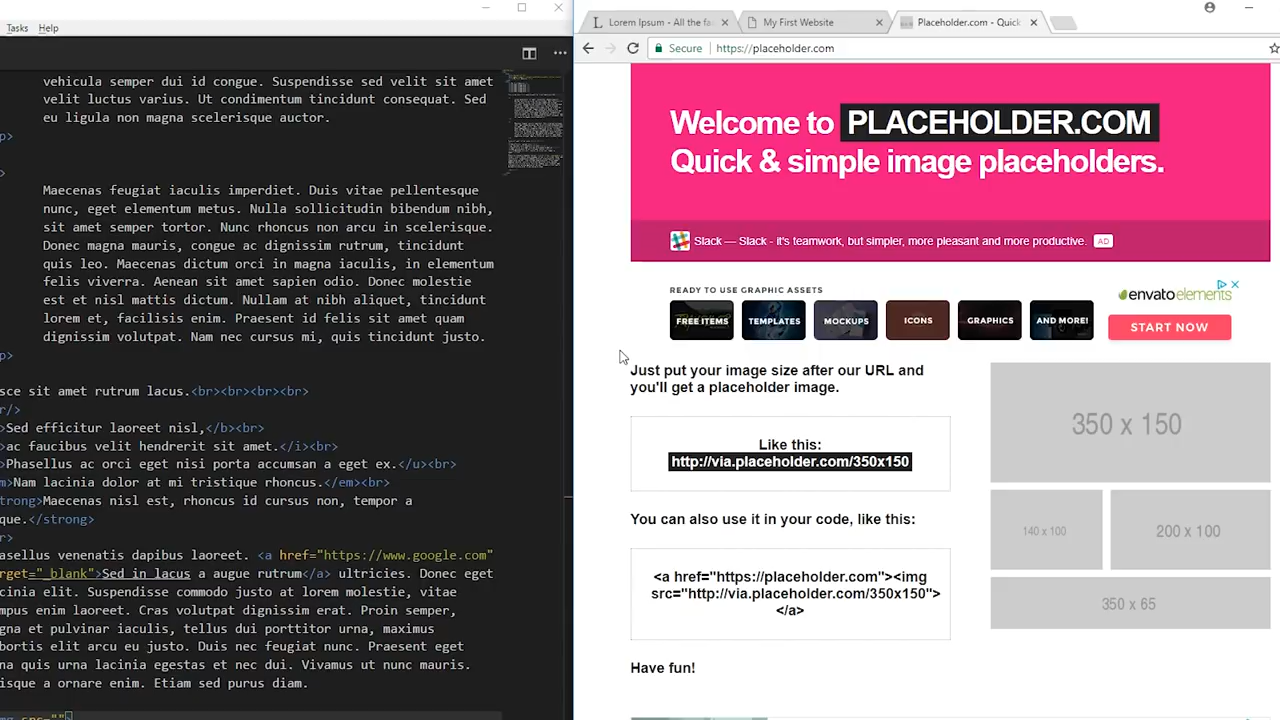 Tasks Help
vehicula semper dui id congue. Suspendisse sed velit sit amet
velit luctus varius. Ut condimentum tincidunt consequat. Sed
eu ligula non magna scelerisque auctor.
p>
>
Maecenas feugiat iaculis imperdiet. Duis vitae pellentesque
nunc, eget elementum metus. Nulla sollicitudin bibendum nibh,
sit amet semper tortor. Nunc rhoncus non arcu in scelerisque.
Donec magna mauris, congue ac dignissim rutrum, tincidunt
quis leo. Maecenas dictum orci in magna iaculis, in elementum
felis viverra. Aenean sit amet sapien odio. Donec molestie
est et nisl mattis dictum. Nullam at nibh aliquet, tincidunt
lorem et, facilisis enim. Praesent id felis sit amet quam
dignissim volutpat. Nam nec cursus mi, quis tincidunt justo.
p>
sce sit amet rutrum lacus.<br><br><br><br>
r/>
>Sed efficitur laoreet nisl,</b><br>
>ac faucibus velit hendrerit sit amet.</i><br>
>Phasellus ac orci eget nisi porta accumsan a eget ex.</u><br>
m>Nam lacinia dolor at mi tristique rhoncus.</em><br>
trong>Maecenas nisl est, rhoncus id cursus non, tempor a
que.</strong>
r>
asellus venenatis dapibus laoreet. <a href="https://www.google.com"
rget="_blank">Sed in lacus a augue rutrum</a> ultricies. Donec eget
cinia elit. Suspendisse commodo justo at lorem molestie, vitae
mpus enim laoreet. Cras volutpat dignissim erat. Proin semper,
gna et pulvinar iaculis, tellus dui porttitor urna, maximus
bortis elit arcu eu justo. Duis nec feugiat nunc. Praesent eget
na quis urna lacinia egestas et nec dui. Vivamus ut nunc mauris.
isque a ornare enim. Etiam sed purus diam.
mg src="">
L Lorem Ipsum - All the fa
My First Website
Placeholder.com - Quick
Secure https://placeholder.com
Welcome to PLACEHOLDER.COM
Quick & simple image placeholders.
Slack — Slack - it's teamwork, but simpler, more pleasant and more productive. AD
READY TO USE GRAPHIC ASSETS
FREE ITEMS TEMPLATES MOCKUPS ICONS GRAPHICS AND MORE!
envatoelements
START NOW
Just put your image size after our URL and
you'll get a placeholder image.
Like this:
http://via.placeholder.com/350x150
You can also use it in your code, like this:
<a href="https://placeholder.com"><img
src="http://via.placeholder.com/350x150">
</a>
Have fun!
350 x 150
140 x 100
200 x 100
350 x 65